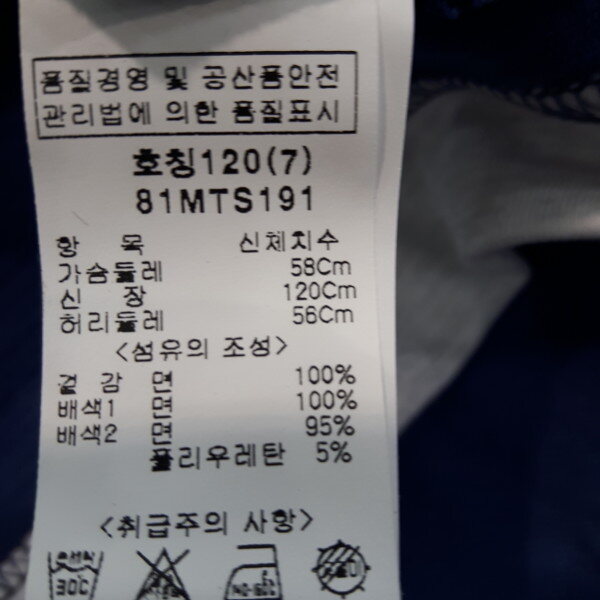 품질경영 및 공산품안전
관리법에 의한 품질표시
호칭120(7)
81MTS191
항 목 신체치수
가슴둘레 58Cm
신 장 120Cm
허리둘레 56Cm
<섬유의 조성>
겉 감 면 100%
배색1 면 100%
배색2 면 95%
폴리우레탄 5%
<취급주의 사항>
30℃